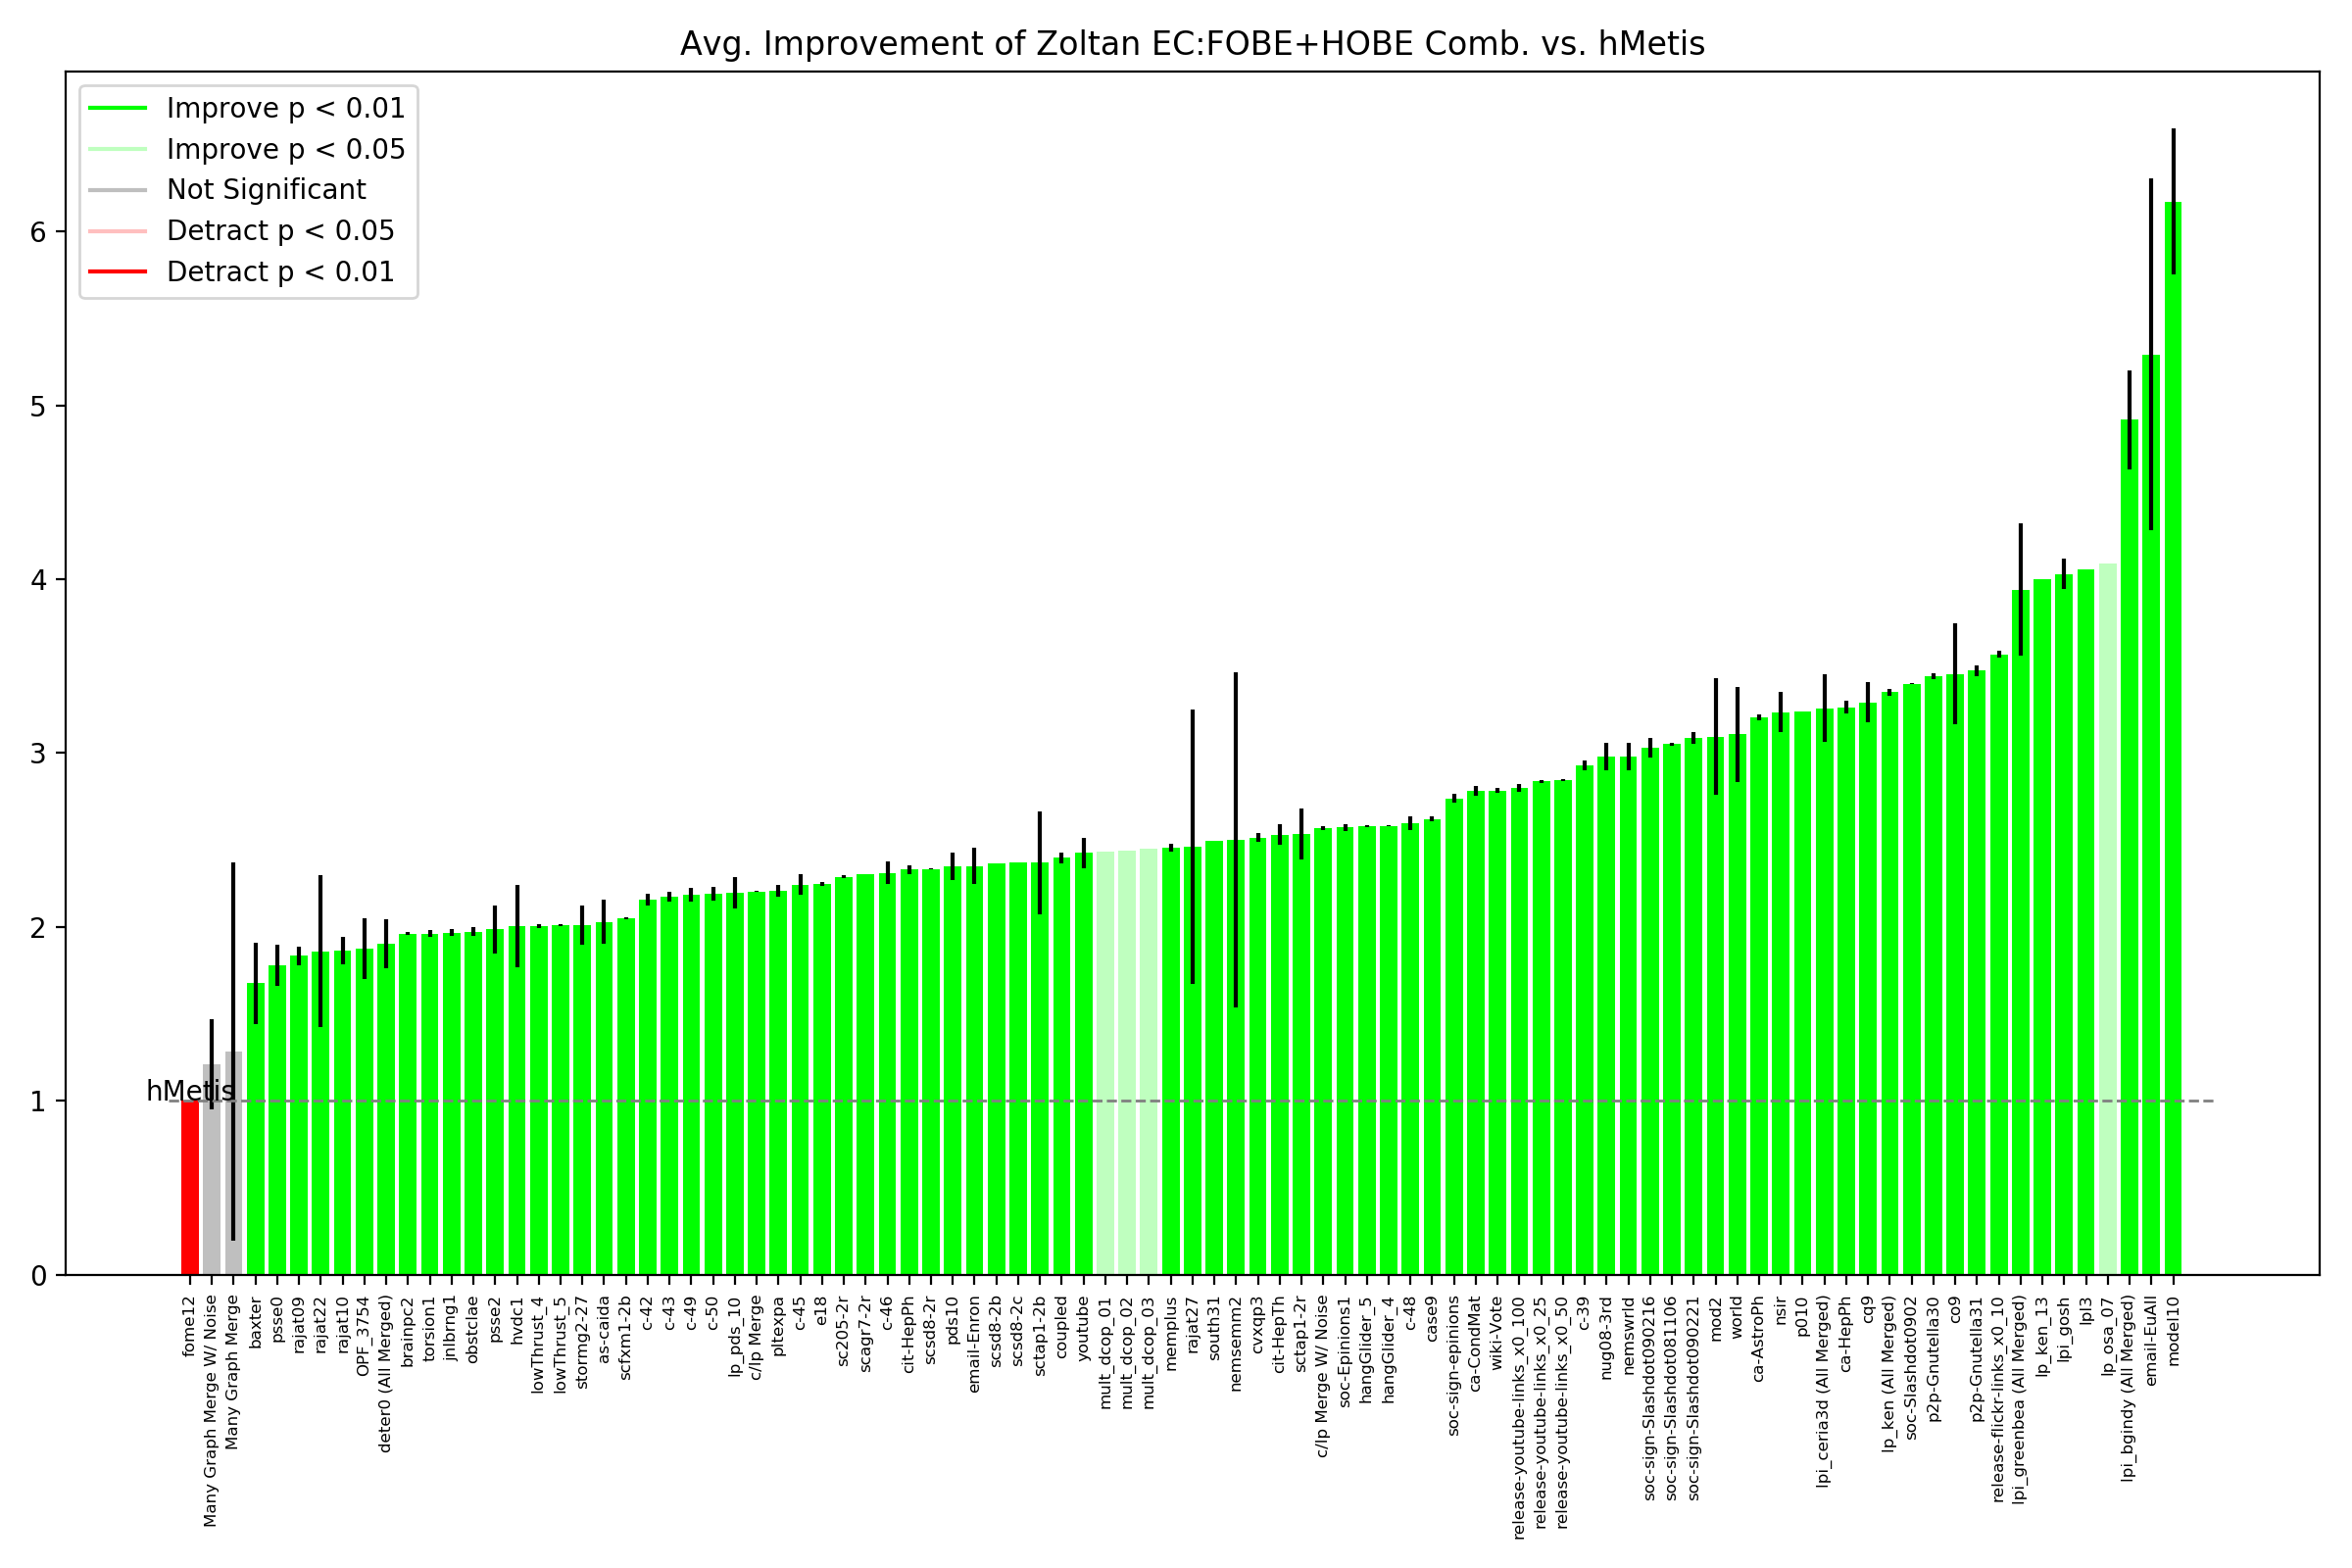 Avg. Improvement of Zoltan EC:FOBE+HOBE Comb. vs. hMetis
Improve p < 0.01
Improve p < 0.05
Not Significant
Detract p < 0.05
Detract p < 0.01
6
5
4
3
2
1
0
hMetis
fome12
Many Graph Merge W/ Noise
Many Graph Merge
baxter
psse0
rajat09
rajat22
rajat10
OPF_3754
deter0 (All Merged)
brainpc2
torsion1
jnlbrng1
obstclae
psse2
hvdc1
lowThrust_4
lowThrust_5
stormg2-27
as-caida
scfxm1-2b
c-42
c-43
c-49
c-50
lp_pds_10
c/lp Merge
pltexpa
c-45
e18
sc205-2r
scagr7-2r
c-46
cit-HepPh
scsd8-2r
pds10
email-Enron
scsd8-2b
scsd8-2c
sctap1-2b
coupled
youtube
mult_dcop_01
mult_dcop_02
mult_dcop_03
memplus
rajat27
south31
nemsemm2
cvxqp3
cit-HepTh
sctap1-2r
c/lp Merge W/ Noise
soc-Epinions1
hangGlider_5
hangGlider_4
c-48
case9
soc-sign-epinions
ca-CondMat
wiki-Vote
release-youtube-links_x0_100
release-youtube-links_x0_25
release-youtube-links_x0_50
c-39
nug08-3rd
nemswrld
soc-sign-Slashdot090216
soc-sign-Slashdot081106
soc-sign-Slashdot090221
mod2
world
ca-AstroPh
nsir
p010
lpi_ceria3d (All Merged)
ca-HepPh
cq9
lp_ken (All Merged)
soc-Slashdot0902
p2p-Gnutella30
co9
p2p-Gnutella31
release-flickr-links_x0_10
lpi_greenbea (All Merged)
lp_ken_13
lpi_gosh
lpl3
lp_osa_07
lpi_bgindy (All Merged)
email-EuAll
model10